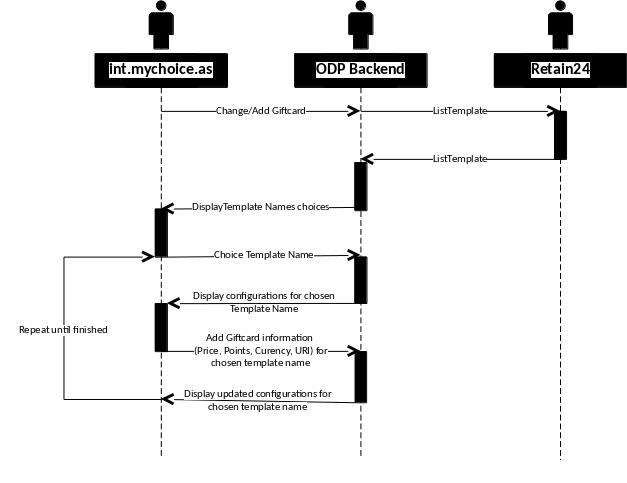 int.mychoice.as
ODP Backend
Retain24
Change/Add Giftcard
ListTemplate
ListTemplate
DisplayTemplate Names choices
Choice Template Name
Display configurations for chosen
Template Name
Repeat until finished
Add Giftcard information
(Price, Points, Curency, URI) for
chosen template name
Display updated configurations for
chosen template name